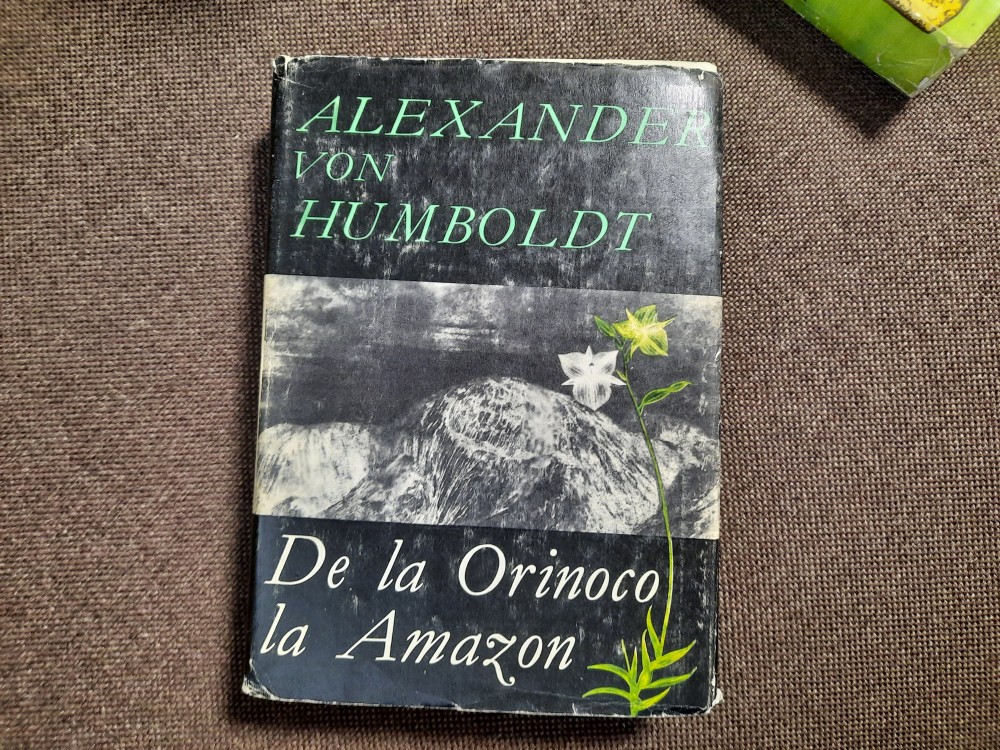 ALEXANDER
VON
HUMBOLDT
De la Orinoco
la Amazon